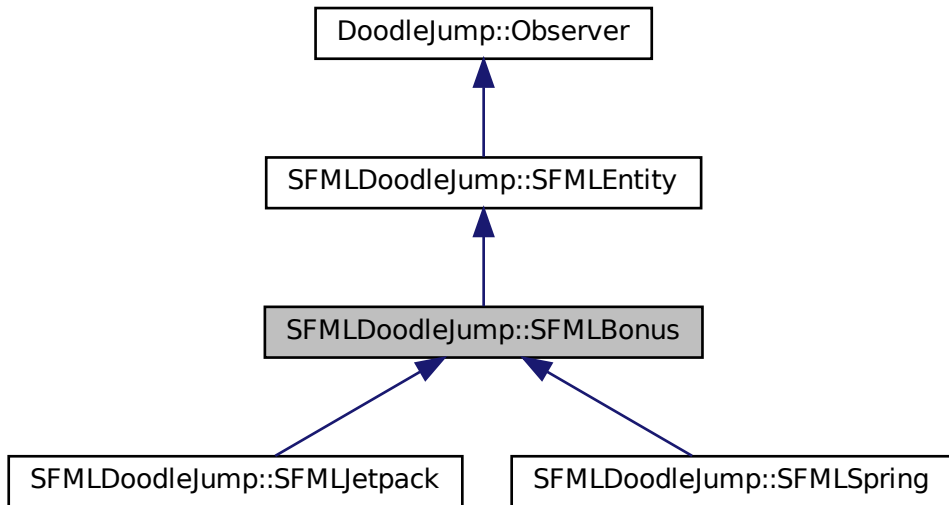 DoodleJump::Observer
SFMLDoodleJump::SFMLEntity
SFMLDoodleJump::SFMLBonus
SFMLDoodleJump::SFMLJetpack
SFMLDoodleJump::SFMLSpring